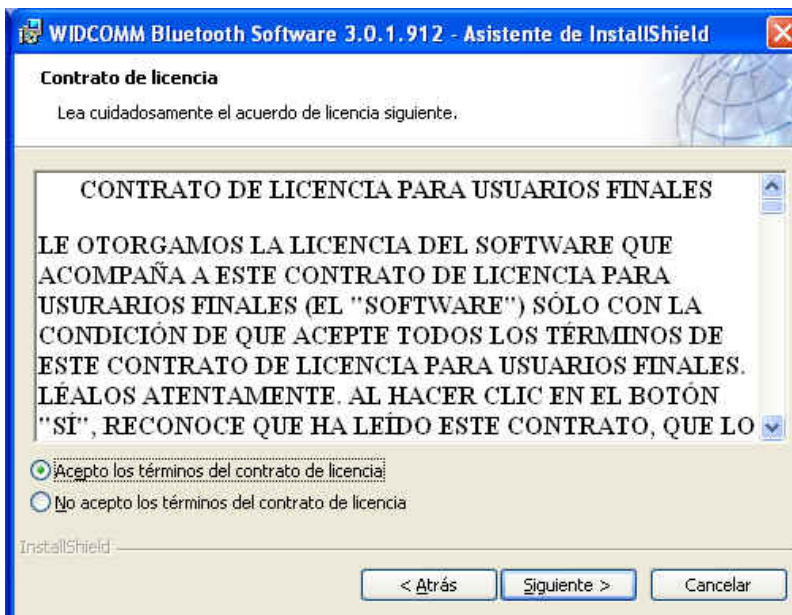 WIDCOMM Bluetooth Software 3.0.1.912 - Asistente de InstallShield
Contrato de licencia
Lea cuidadosamente el acuerdo de licencia siguiente.
CONTRATO DE LICENCIA PARA USUARIOS FINALES
LE OTORGAMOS LA LICENCIA DEL SOFTWARE QUE
ACOMPAÑA A ESTE CONTRATO DE LICENCIA PARA
USURARIOS FINALES (EL "SOFTWARE") SÓLO CON LA
CONDICIÓN DE QUE ACEPTE TODOS LOS TÉRMINOS DE
ESTE CONTRATO DE LICENCIA PARA USUARIOS FINALES.
LÉALOS ATENTAMENTE. AL HACER CLIC EN EL BOTÓN
"SÍ", RECONOCE QUE HA LEÍDO ESTE CONTRATO, QUE LO
Acepto los términos del contrato de licencia
No acepto los términos del contrato de licencia
InstallShield
< Atrás Siguiente > Cancelar